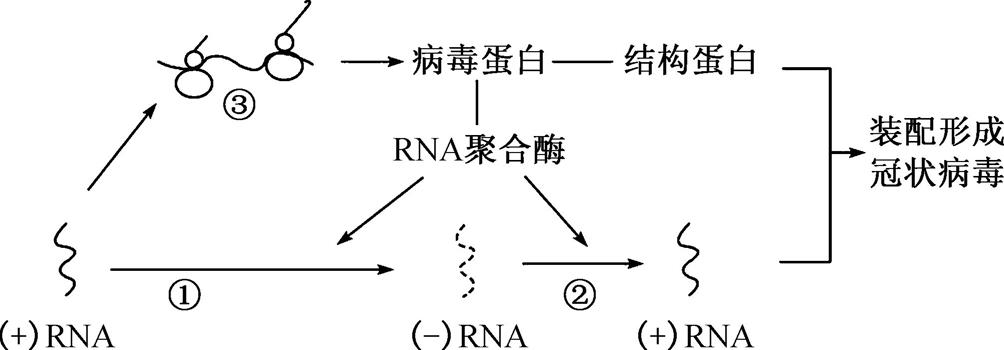 病毒蛋白
结构蛋白
③
RNA聚合酶
装配形成
冠状病毒
①
②
(+)RNA
(-)RNA
(+)RNA